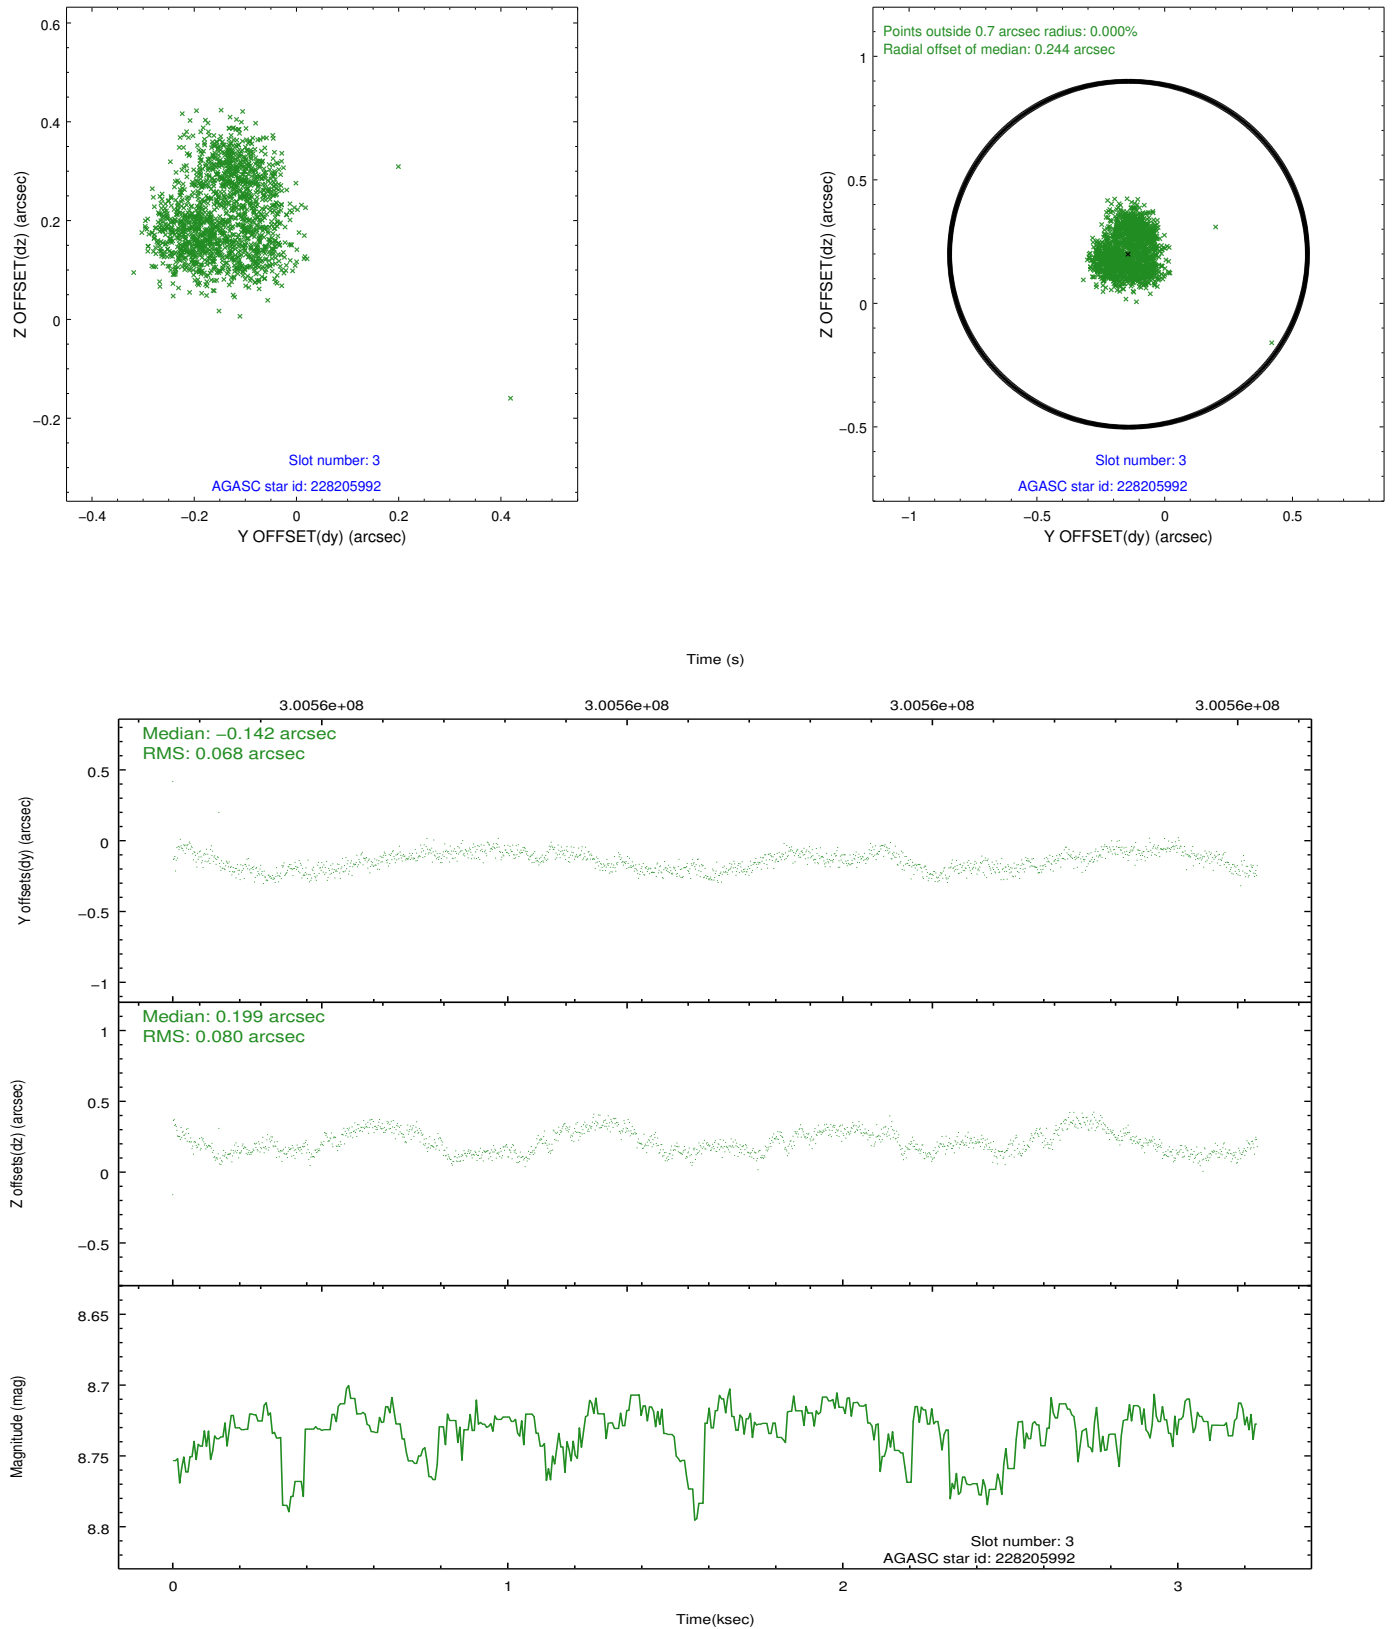 0.6
0.4
0.2
0
−0.2
Z OFFSET(dz) (arcsec)
Slot number: 3
AGASC star id: 228205992
−0.4
−0.2
0
0.2
0.4
Y OFFSET(dy) (arcsec)
Points outside 0.7 arcsec radius: 0.000%
Radial offset of median: 0.244 arcsec
1
0.5
0
−0.5
Z OFFSET(dz) (arcsec)
Slot number: 3
AGASC star id: 228205992
−1
−0.5
0
0.5
Y OFFSET(dy) (arcsec)
Time (s)
3.0056e+08
3.0056e+08
3.0056e+08
3.0056e+08
Median: −0.142 arcsec
RMS: 0.068 arcsec
0.5
0
−0.5
−1
Y offsets(dy) (arcsec)
Median: 0.199 arcsec
RMS: 0.080 arcsec
1
0.5
0
−0.5
Z offsets(dz) (arcsec)
8.65
8.7
8.75
8.8
Magnitude (mag)
Slot number: 3
AGASC star id: 228205992
0
1
2
3
Time(ksec)